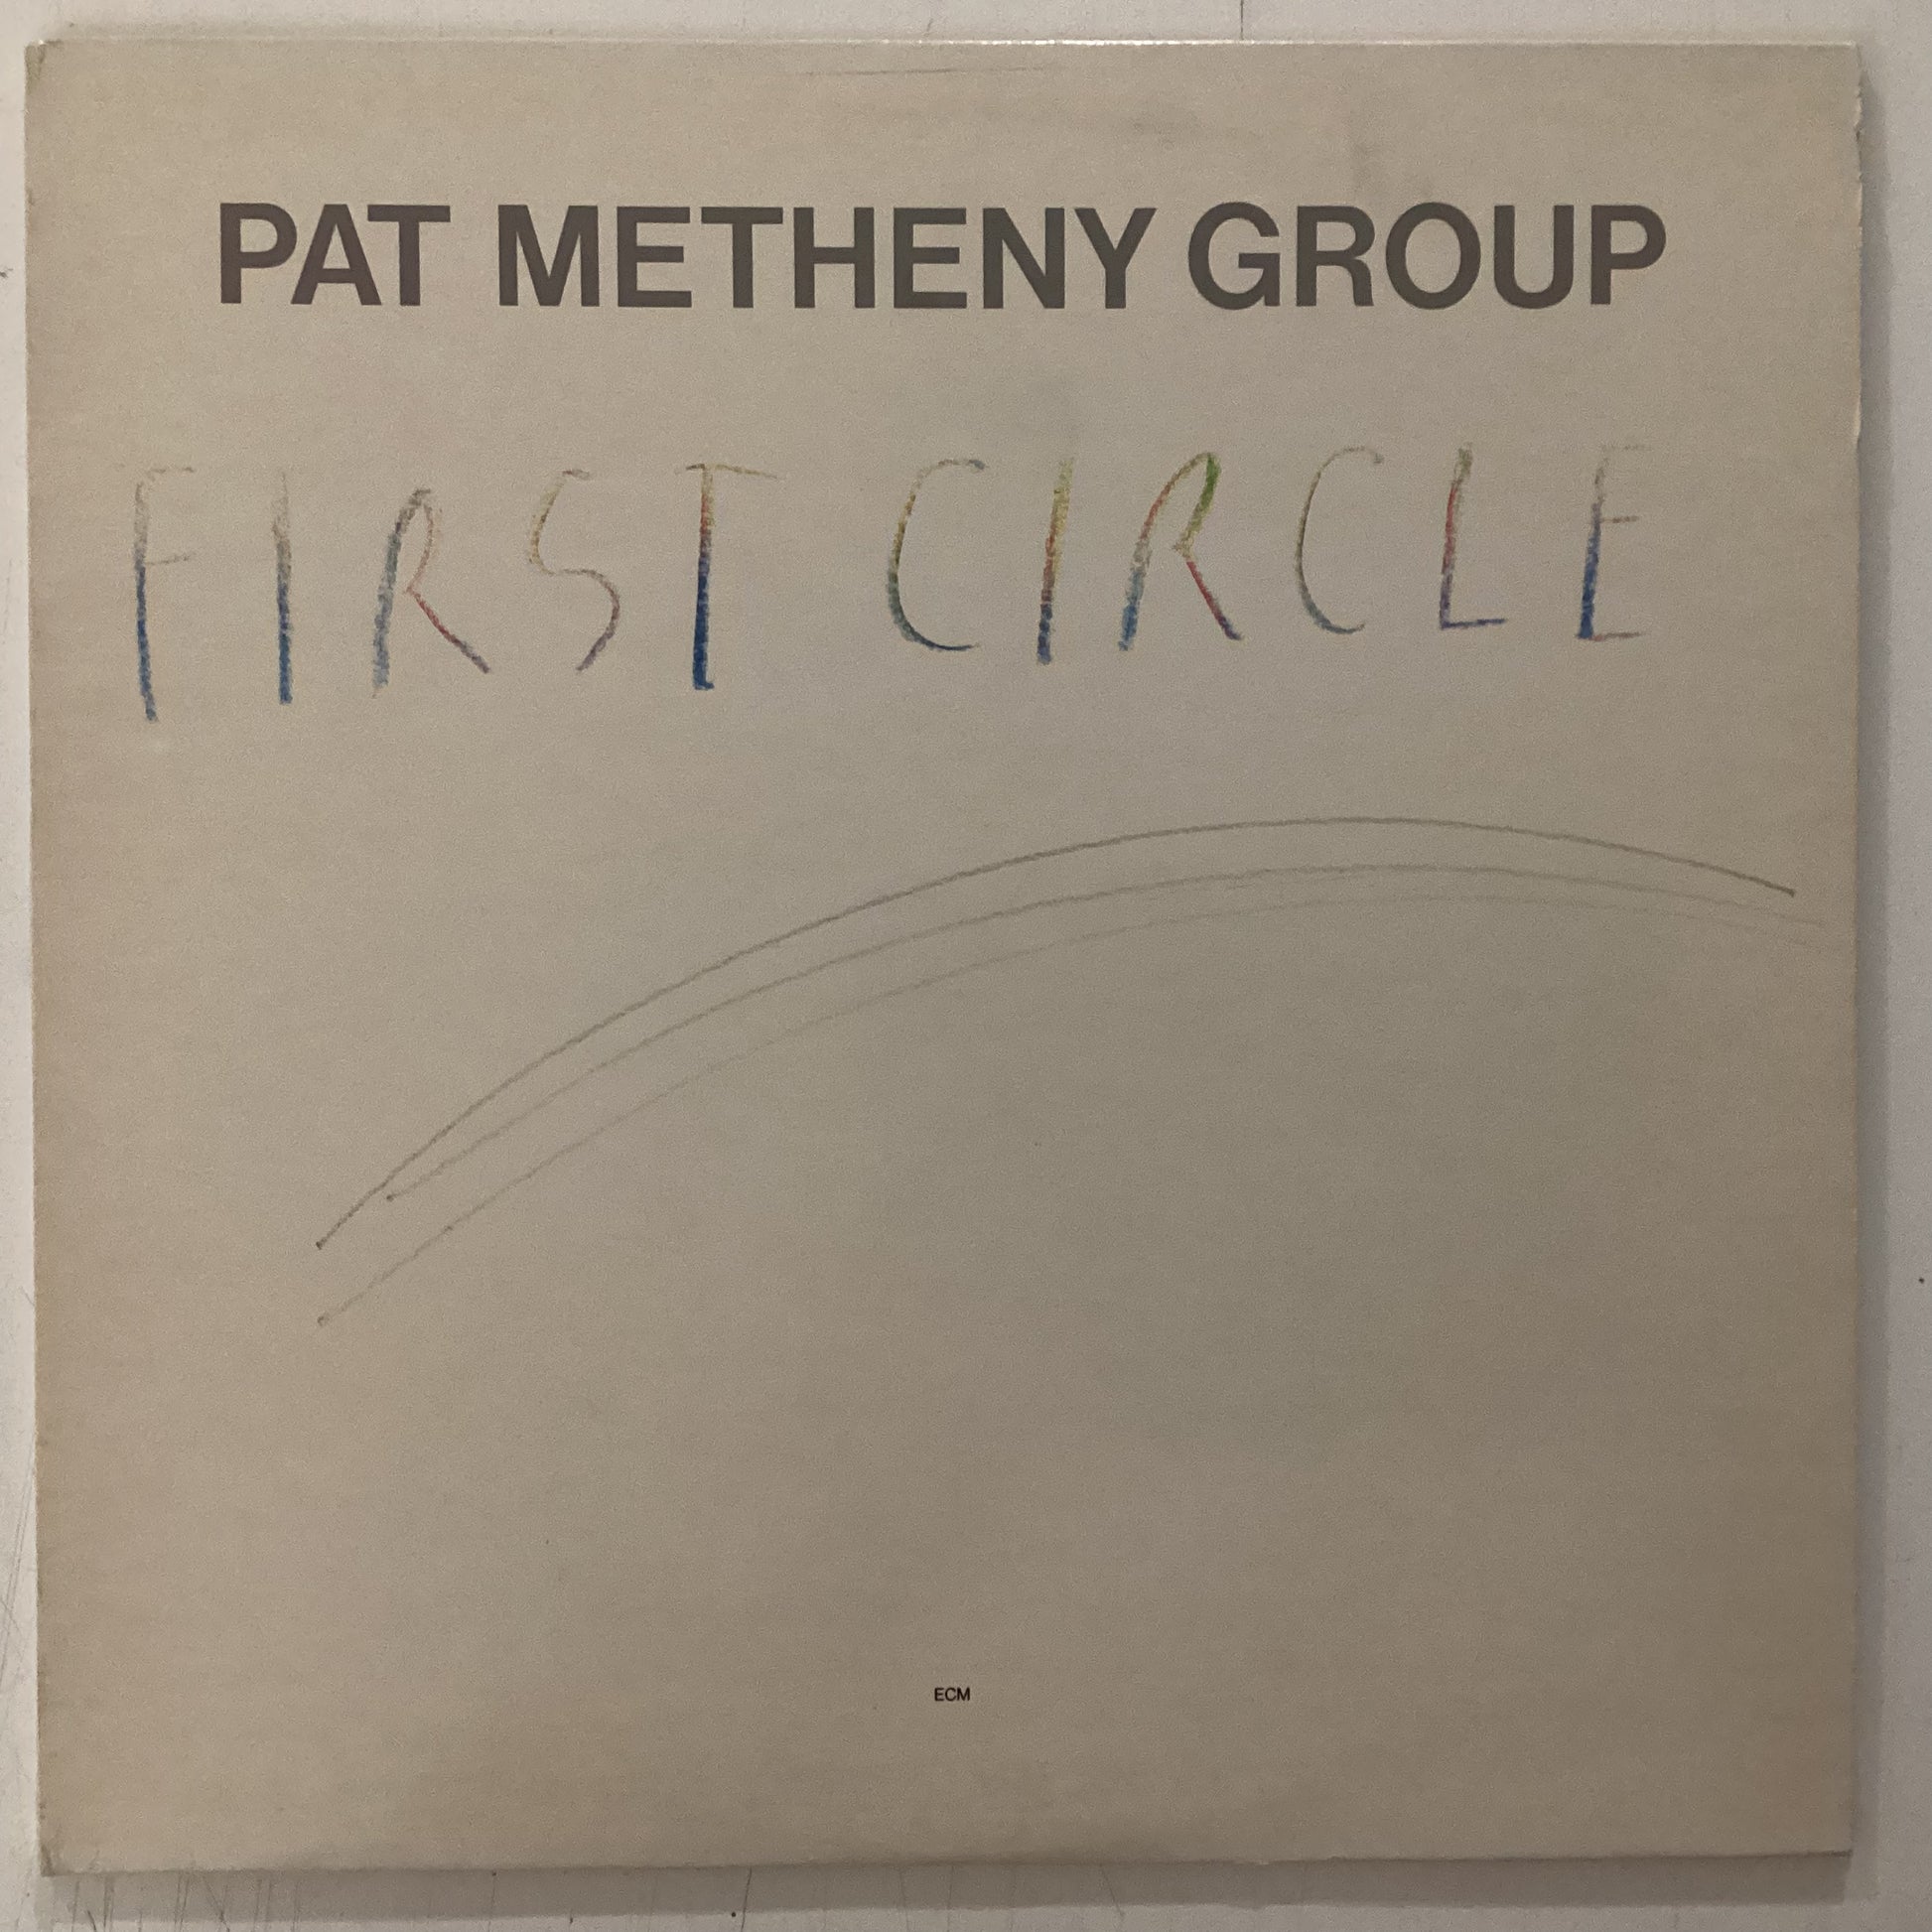 PAT METHENY GROUP
FIRST CIRCLE
ECM